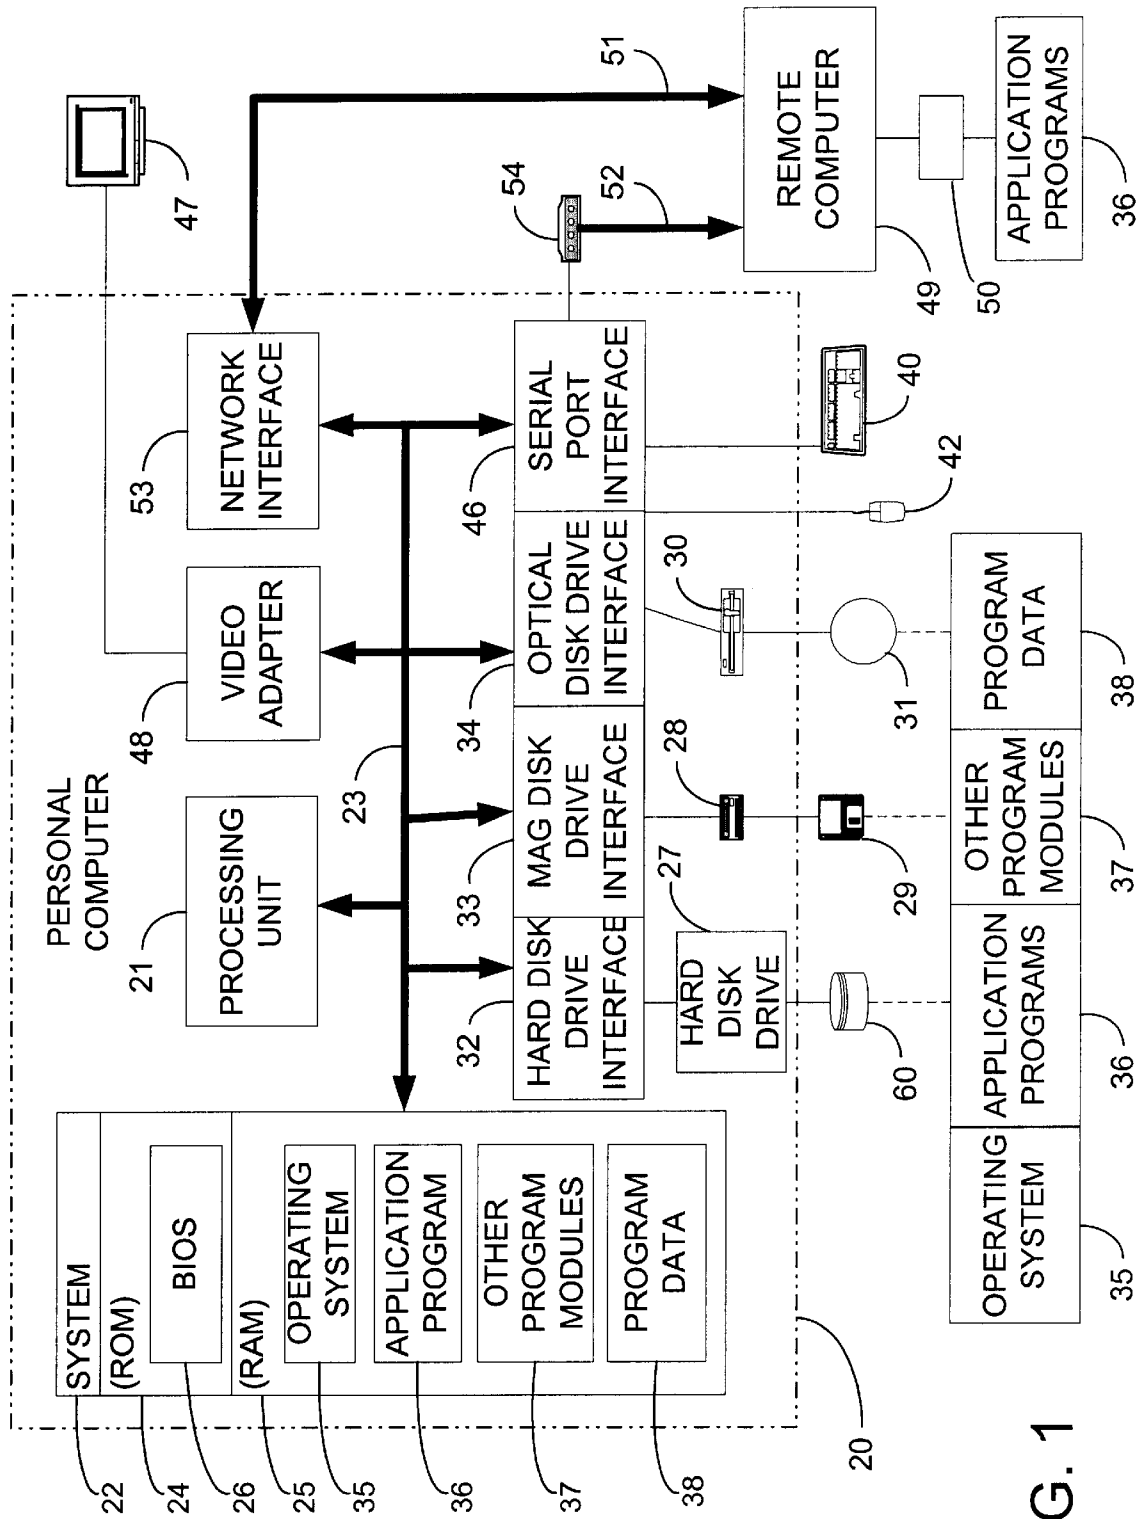 PERSONAL
COMPUTER
SYSTEM
(ROM)
BIOS
(RAM)
OPERATING
SYSTEM
APPLICATION
PROGRAM
OTHER
PROGRAM
MODULES
PROGRAM
DATA
22
24
26
25
35
36
37
38
21
PROCESSING
UNIT
48
VIDEO
ADAPTER
53
NETWORK
INTERFACE
47
23
32
HARD DISK
DRIVE
INTERFACE
33
MAG DISK
DRIVE
INTERFACE
34
OPTICAL
DISK DRIVE
INTERFACE
46
SERIAL
PORT
INTERFACE
54
52
51
27
HARD
DISK
DRIVE
28
30
20
60
29
31
42
40
REMOTE
COMPUTER
49
50
APPLICATION
PROGRAMS
36
OPERATING
SYSTEM
35
APPLICATION
PROGRAMS
36
OTHER
PROGRAM
MODULES
37
PROGRAM
DATA
38
G. 1